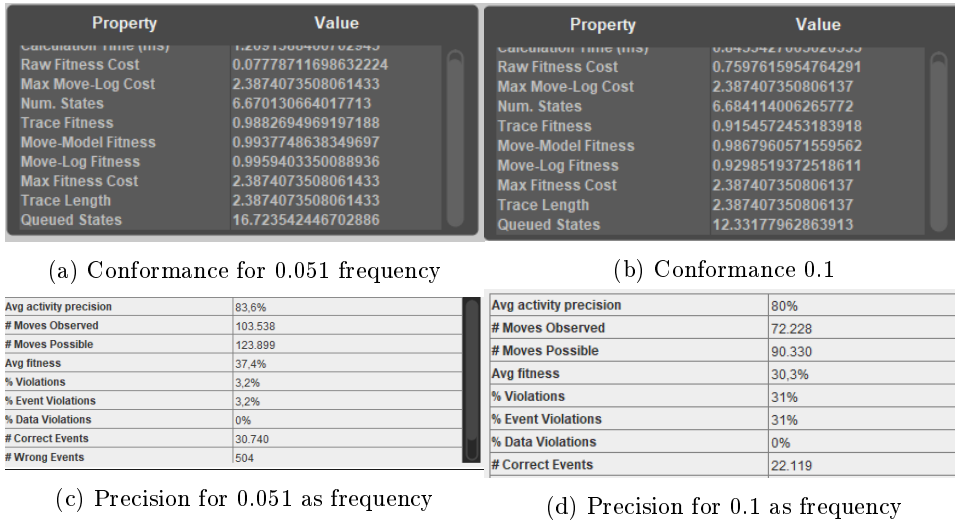 Property Value
Calculation Time (ms)
Raw Fitness Cost 0.07778711698632224
Max Move-Log Cost 2.3874073508061433
Num. States 6.670130664017713
Trace Fitness 0.9882694969197188
Move-Model Fitness 0.9937748638349697
Move-Log Fitness 0.9959403350088936
Max Fitness Cost 2.3874073508061433
Trace Length 2.3874073508061433
Queued States 16.723542446702886
(a) Conformance for 0.051 frequency
Property Value
Calculation Time (ms)
Raw Fitness Cost 0.7597615954764291
Max Move-Log Cost 2.387407350806137
Num. States 6.684114006265772
Trace Fitness 0.9154572453183918
Move-Model Fitness 0.9867960571559562
Move-Log Fitness 0.9298519372518611
Max Fitness Cost 2.387407350806137
Trace Length 2.387407350806137
Queued States 12.33177962863913
(b) Conformance 0.1
Avg activity precision 83,6%
# Moves Observed 103.538
# Moves Possible 123.899
Avg fitness 37,4%
% Violations 3,2%
% Event Violations 3,2%
% Data Violations 0%
# Correct Events 30.740
# Wrong Events 504
(c) Precision for 0.051 as frequency
Avg activity precision 80%
# Moves Observed 72.228
# Moves Possible 90.330
Avg fitness 30,3%
% Violations 31%
% Event Violations 31%
% Data Violations 0%
# Correct Events 22.119
(d) Precision for 0.1 as frequency